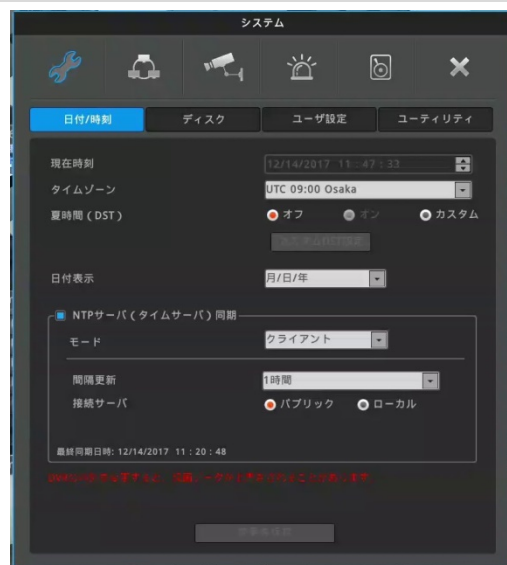 システム
日付/時刻 ディスク ユーザ設定 ユーティリティ
現在時刻 12/14/2017 11 : 47 : 33
タイムゾーン UTC 09:00 Osaka
夏時間 ( DST ) オフ オン カスタム
日付表示 月/日/年
NTPサーバ ( タイムサーバ ) 同期
モード クライアント
間隔更新 1時間
接続サーバ パブリック ローカル
最終同期日時: 12/14/2017 11 : 20 : 48